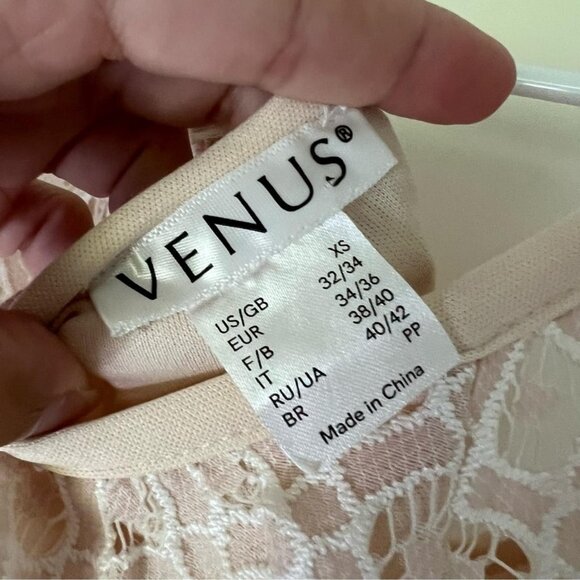 VENUS®
US/GB XS
EUR 32/34
F/B 34/36
IT 38/40
RU/UA 40/42
BR PP
Made in China